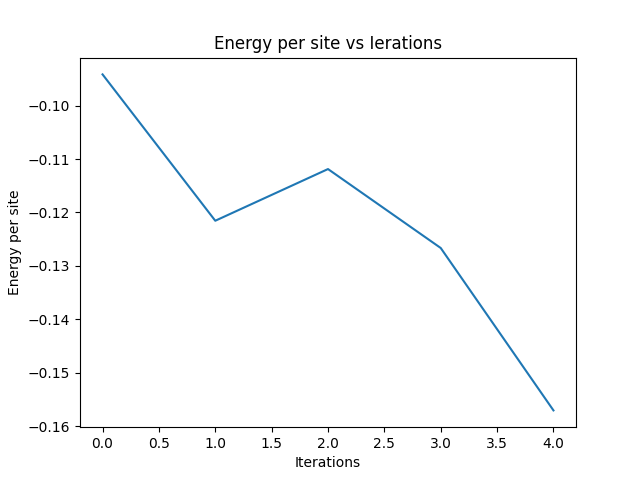 Energy per site vs Ierations
Energy per site
−0.10
−0.11
−0.12
−0.13
−0.14
−0.15
−0.16
0.0 0.5 1.0 1.5 2.0 2.5 3.0 3.5 4.0
Iterations